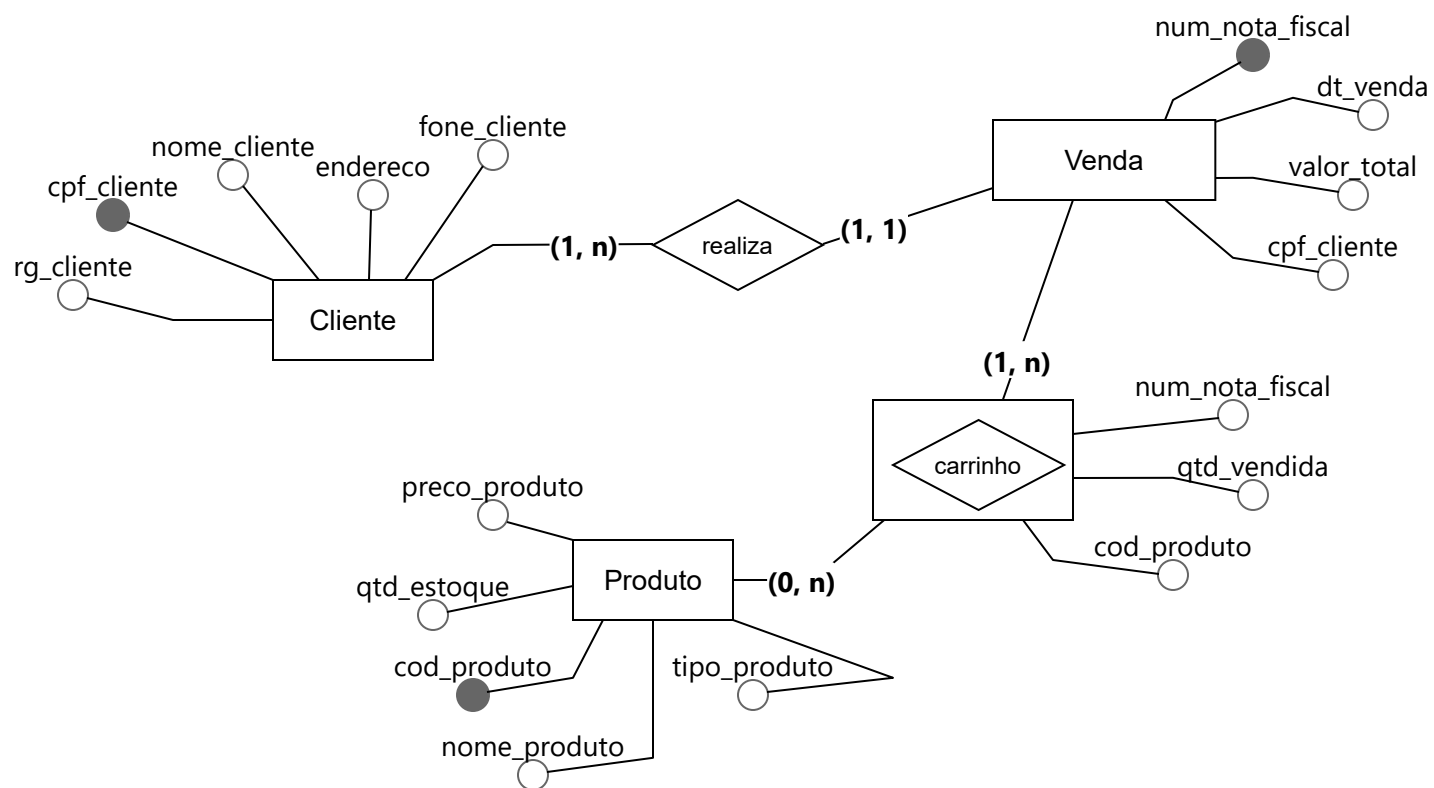 num_nota_fiscal
dt_venda
fone_cliente
nome_cliente
endereco
Venda
valor_total
cpf_cliente
(1, n)
realiza
(1, 1)
cpf_cliente
rg_cliente
Cliente
(1, n)
num_nota_fiscal
carrinho
qtd_vendida
preco_produto
cod_produto
qtd_estoque
Produto
(0, n)
cod_produto
tipo_produto
nome_produto